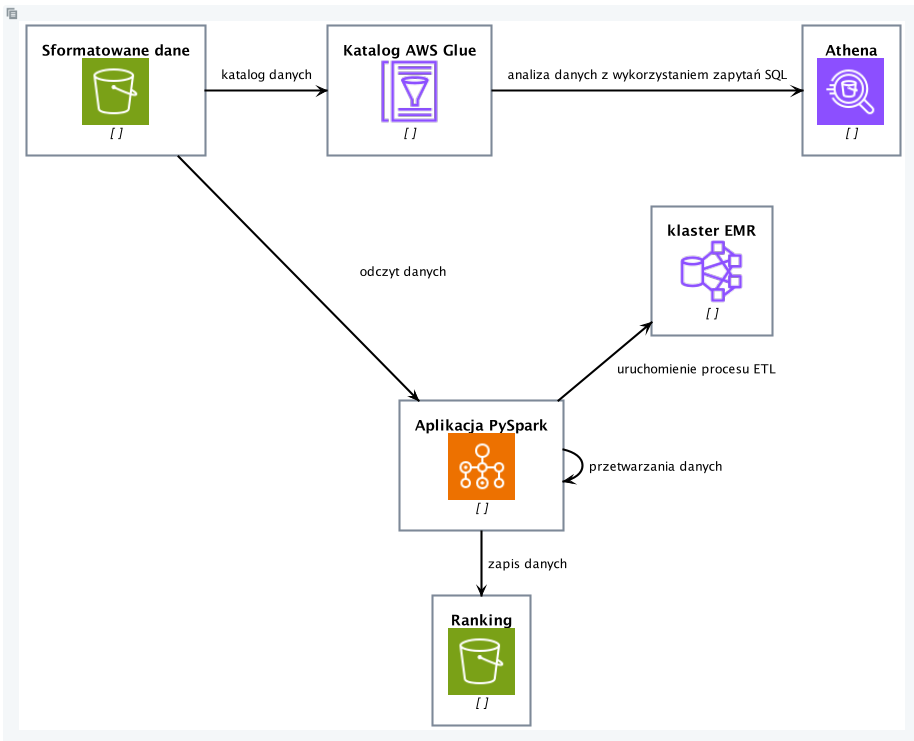 Sformatowane dane
[ ]
katalog danych
Katalog AWS Glue
[ ]
analiza danych z wykorzystaniem zapytań SQL
Athena
[ ]
klaster EMR
[ ]
odczyt danych
uruchomienie procesu ETL
Aplikacja PySpark
[ ]
przetwarzania danych
zapis danych
Ranking
[ ]